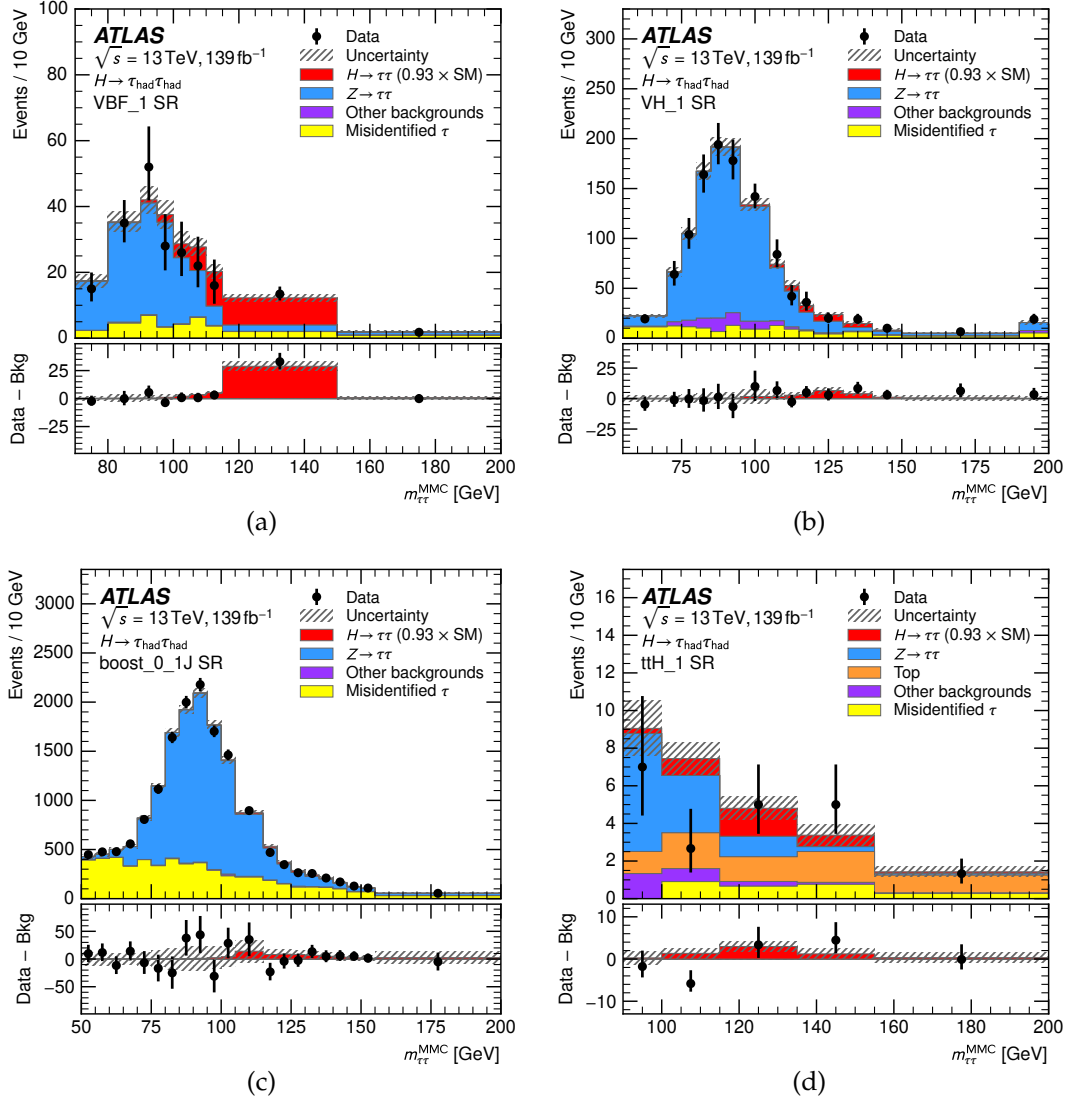 ATLAS
√s = 13 TeV, 139 fb⁻¹
H → τ_had τ_had
VBF_1 SR
Data
Uncertainty
H → ττ (0.93 × SM)
Z → ττ
Other backgrounds
Misidentified τ
Events / 10 GeV
100
80
60
40
20
0
Data − Bkg
25
0
−25
80 100 120 140 160 180 200
m_ττ^MMC [GeV]
(a)
ATLAS
√s = 13 TeV, 139 fb⁻¹
H → τ_had τ_had
VH_1 SR
Data
Uncertainty
H → ττ (0.93 × SM)
Z → ττ
Other backgrounds
Misidentified τ
Events / 10 GeV
300
250
200
150
100
50
0
Data − Bkg
25
0
−25
75 100 125 150 175 200
m_ττ^MMC [GeV]
(b)
ATLAS
√s = 13 TeV, 139 fb⁻¹
H → τ_had τ_had
boost_0_1J SR
Data
Uncertainty
H → ττ (0.93 × SM)
Z → ττ
Other backgrounds
Misidentified τ
Events / 10 GeV
3000
2500
2000
1500
1000
500
0
Data − Bkg
50
0
−50
50 75 100 125 150 175 200
m_ττ^MMC [GeV]
(c)
ATLAS
√s = 13 TeV, 139 fb⁻¹
H → τ_had τ_had
ttH_1 SR
Data
Uncertainty
H → ττ (0.93 × SM)
Z → ττ
Top
Other backgrounds
Misidentified τ
Events / 10 GeV
16
14
12
10
8
6
4
2
0
Data − Bkg
10
0
−10
100 120 140 160 180 200
m_ττ^MMC [GeV]
(d)